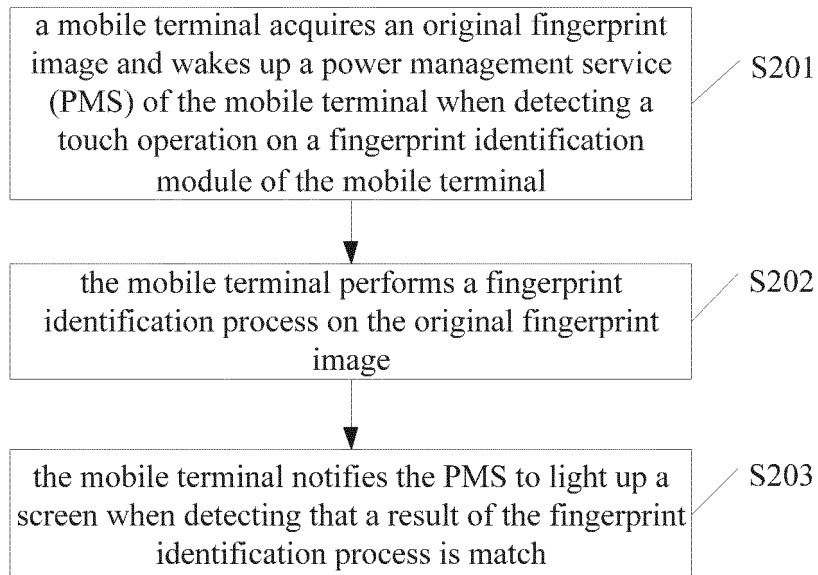 a mobile terminal acquires an original fingerprint
image and wakes up a power management service
(PMS) of the mobile terminal when detecting a
touch operation on a fingerprint identification
module of the mobile terminal
S201
the mobile terminal performs a fingerprint
identification process on the original fingerprint
image
S202
the mobile terminal notifies the PMS to light up a
screen when detecting that a result of the fingerprint
identification process is match
S203